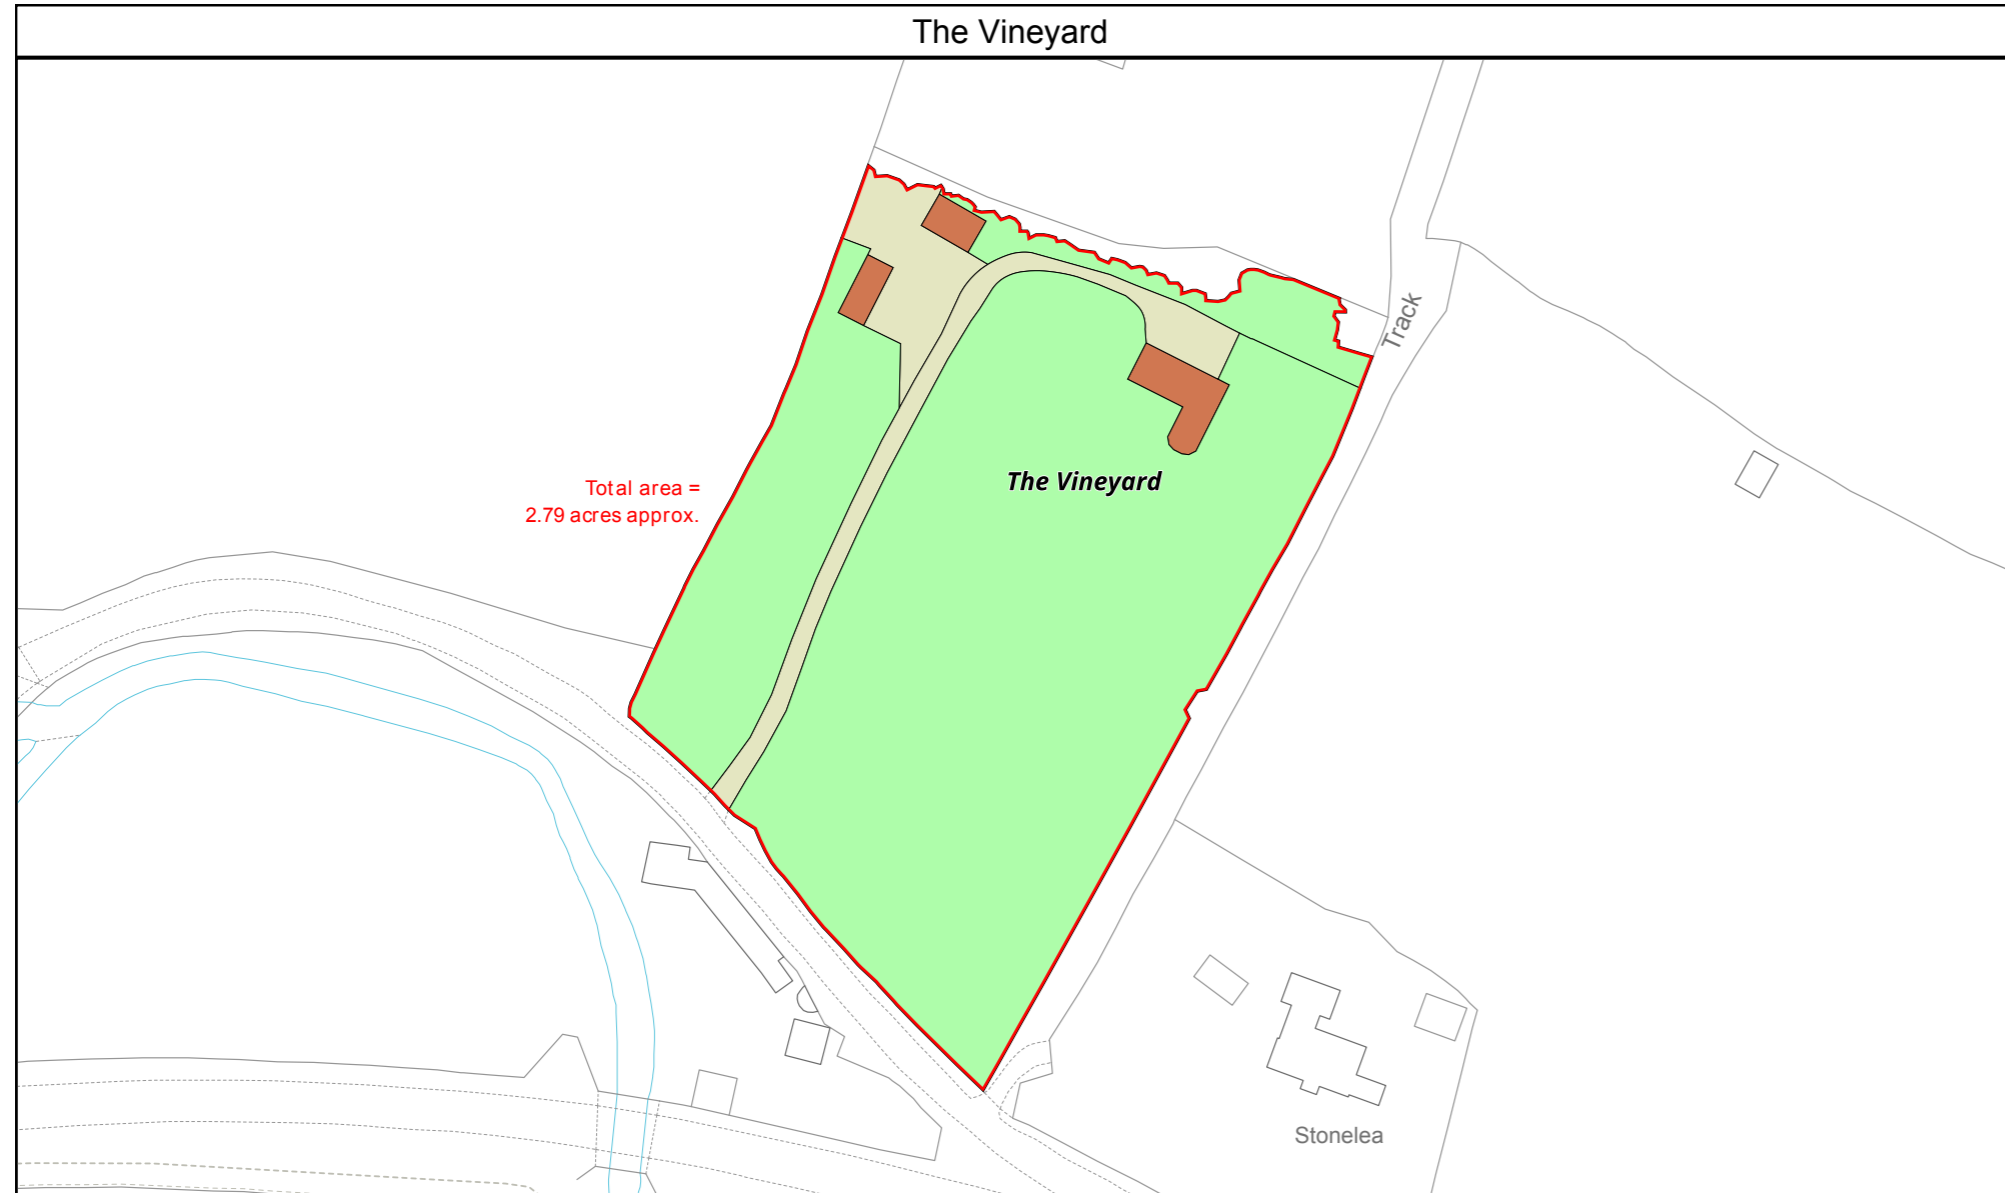 The Vineyard
Track
Total area =
2.79 acres approx.
The Vineyard
Stonelea